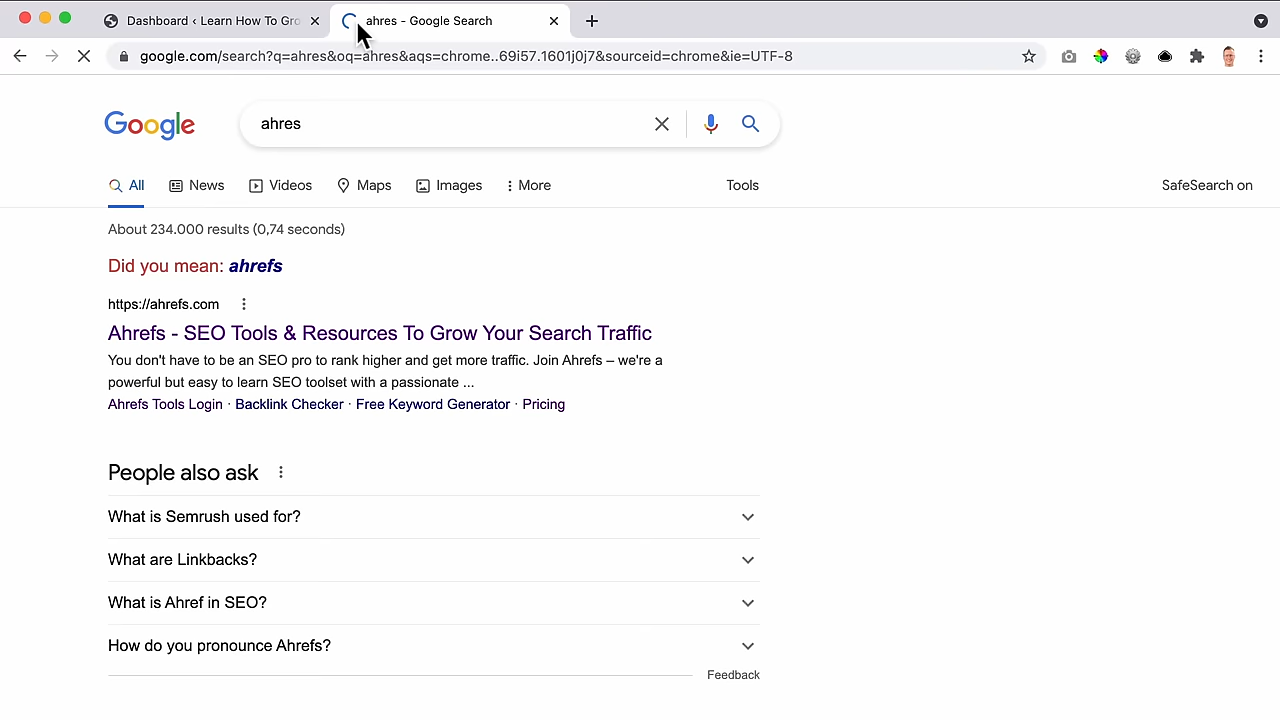 Dashboard ‹ Learn How To Gro
ahres - Google Search
google.com/search?q=ahres&oq=ahres&aqs=chrome..69i57.1601j0j7&sourceid=chrome&ie=UTF-8
Google
ahres
All
News
Videos
Maps
Images
More
Tools
SafeSearch on
About 234.000 results (0,74 seconds)
Did you mean: ahrefs
https://ahrefs.com
Ahrefs - SEO Tools & Resources To Grow Your Search Traffic
You don't have to be an SEO pro to rank higher and get more traffic. Join Ahrefs – we're a
powerful but easy to learn SEO toolset with a passionate ...
Ahrefs Tools Login · Backlink Checker · Free Keyword Generator · Pricing
People also ask
What is Semrush used for?
What are Linkbacks?
What is Ahref in SEO?
How do you pronounce Ahrefs?
Feedback